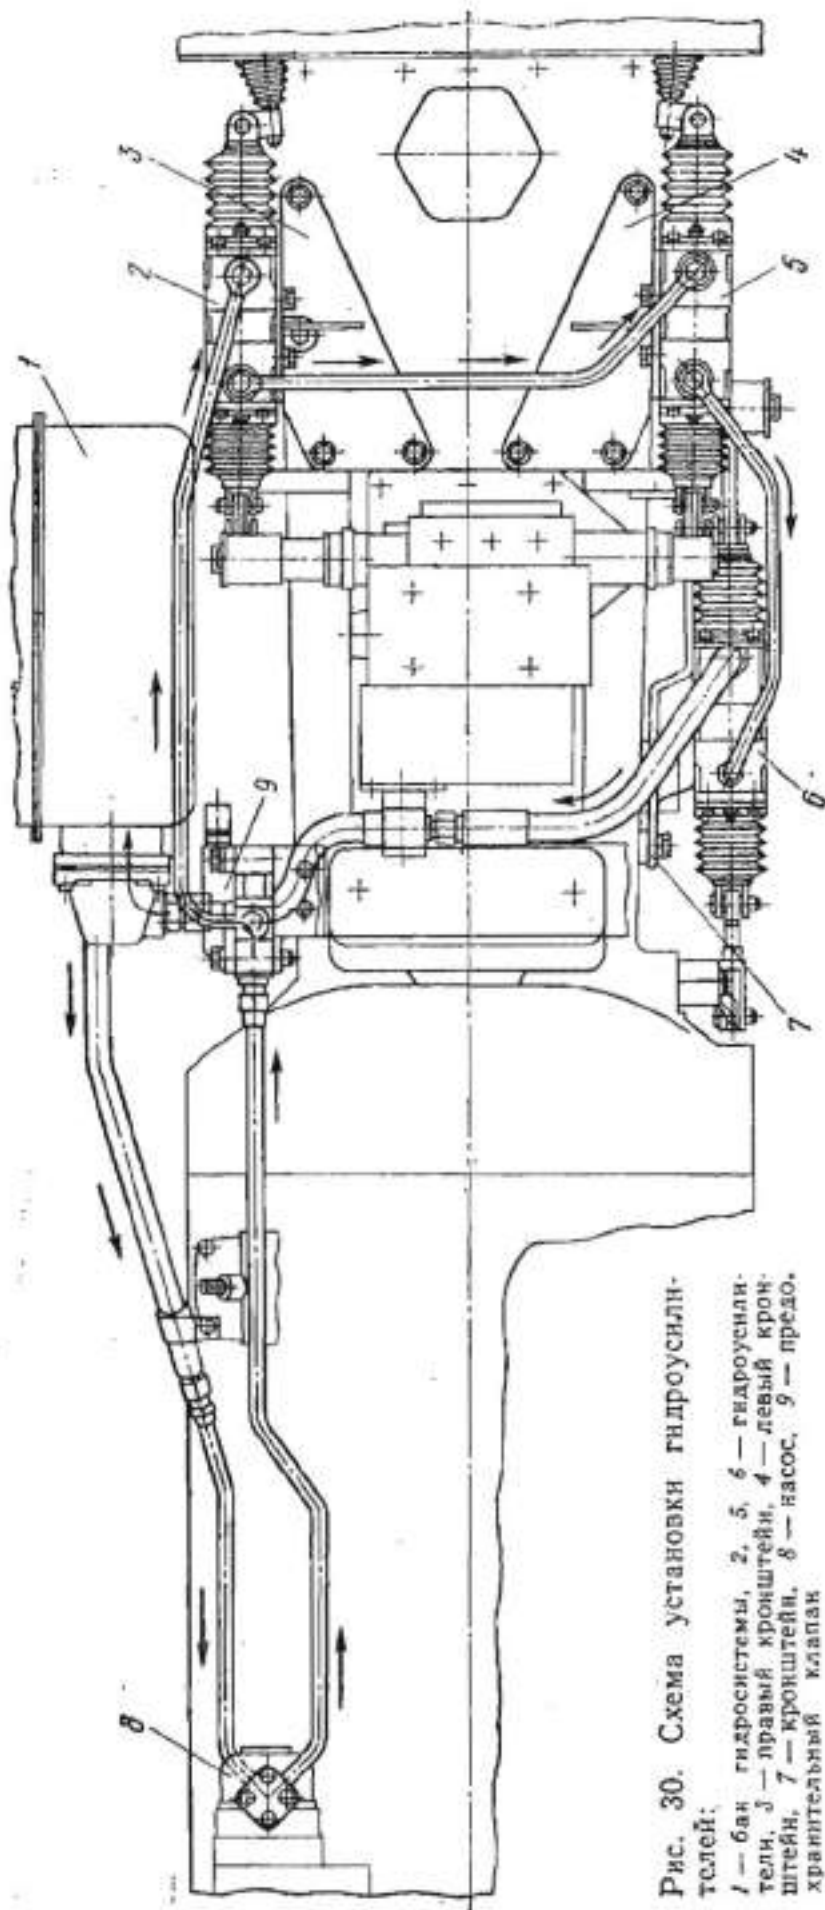 Рис. 30. Схема установки гидроусили-
телей:
1 — бак гидросистемы, 2, 5, 6 — гидроусили-
тели, 3 — правый кронштейн, 4 — левый крон-
штейн, 7 — кронштейн, 8 — насос, 9 — предо.
хранительный клапан
1
2
3
4
5
6
7
8
9